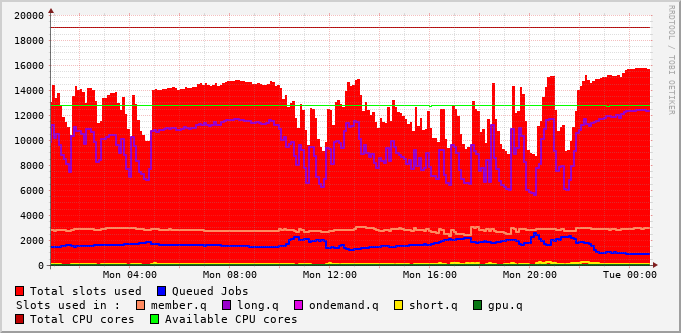 20000
18000
16000
14000
12000
10000
8000
6000
4000
2000
0
Mon 04:00 Mon 08:00 Mon 12:00 Mon 16:00 Mon 20:00 Tue 00:00
RRDTOOL / TOBI OETIKER
Total slots used Queued Jobs
Slots used in : member.q long.q ondemand.q short.q gpu.q
Total CPU cores Available CPU cores